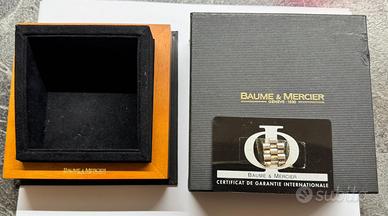 BAUME & MERCIER
BAUME & MERCIER
GENEVE · 1830
BAUME & MERCIER
CERTIFICAT DE GARANTIE INTERNATIONALE
subito